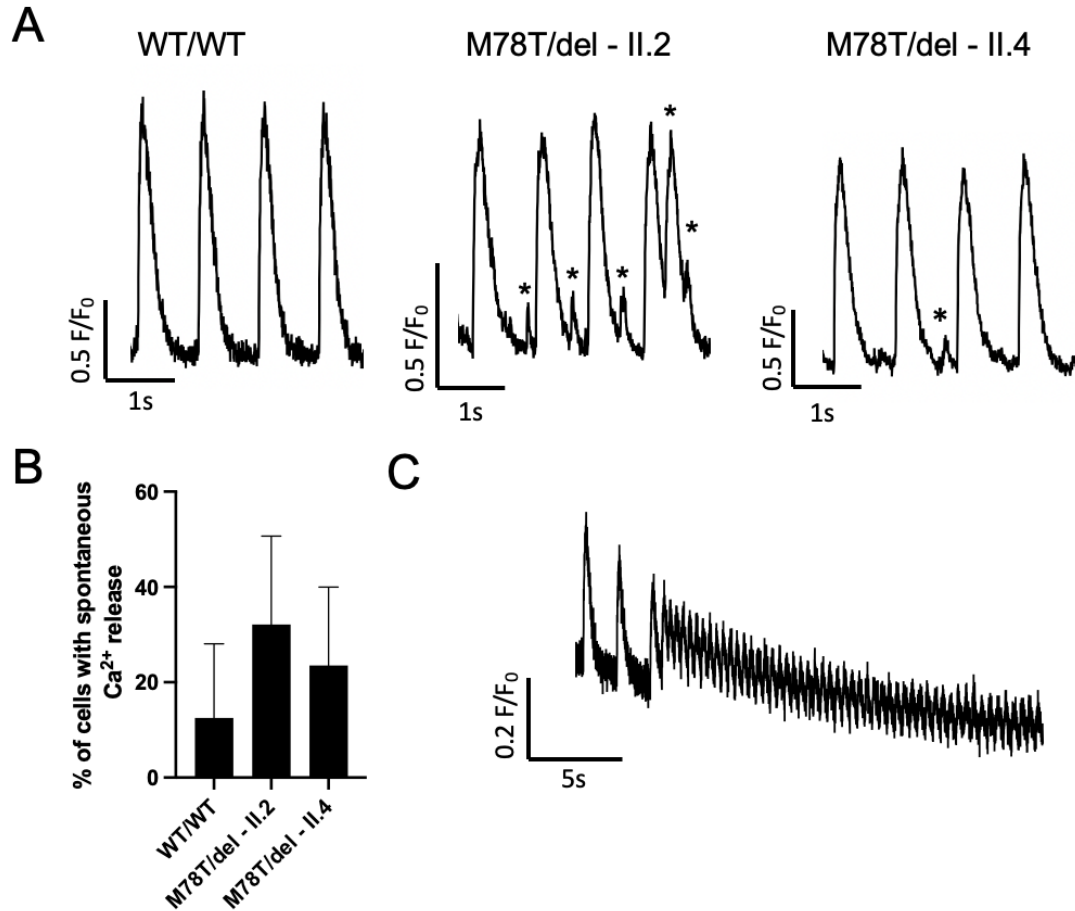 A
WT/WT
M78T/del - II.2
M78T/del - II.4
*
*
*
*
*
*
0.5 F/F0
1s
0.5 F/F0
1s
0.5 F/F0
1s
B
% of cells with spontaneous
Ca2+ release
60
40
20
0
WT/WT
M78T/del - II.2
M78T/del - II.4
C
0.2 F/F0
5s